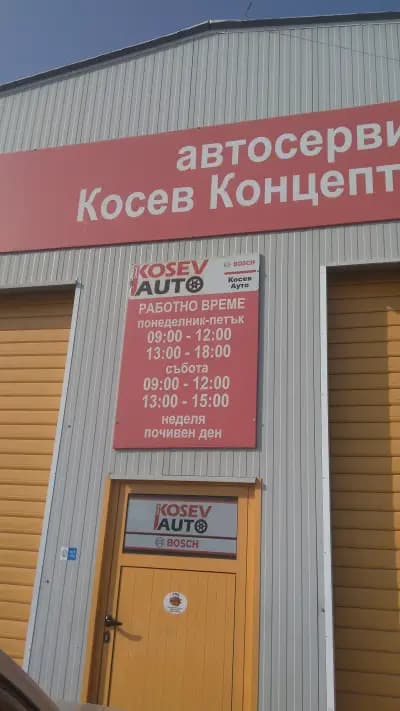 автосерви
Косев Концепт
KOSEV
AUTO
BOSCH
Косев
Ауто
РАБОТНО ВРЕМЕ
понеделник-петък
09:00 - 12:00
13:00 - 18:00
събота
09:00 - 12:00
13:00 - 15:00
неделя
почивен ден
KOSEV
AUTO
BOSCH